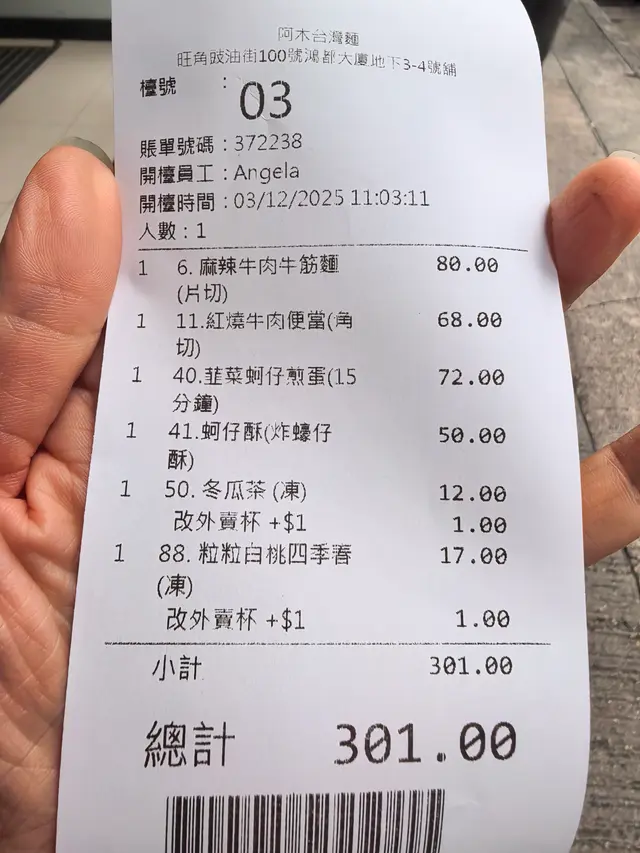 阿木台灣麵
旺角豉油街100號鴻都大廈地下3-4號舖
檯號 : 03
賬單號碼 : 372238
開檯員工 : Angela
開檯時間 : 03/12/2025 11:03:11
人數 : 1
1 6. 麻辣牛肉牛筋麵 80.00
(片切)
1 11.紅燒牛肉便當(角 68.00
切)
1 40.韮菜蚵仔煎蛋(15 72.00
分鐘)
1 41.蚵仔酥(炸蠔仔 50.00
酥)
1 50. 冬瓜茶 (凍) 12.00
改外賣杯 +$1 1.00
1 88. 粒粒白桃四季春 17.00
(凍)
改外賣杯 +$1 1.00
小計 301.00
總計 301.00